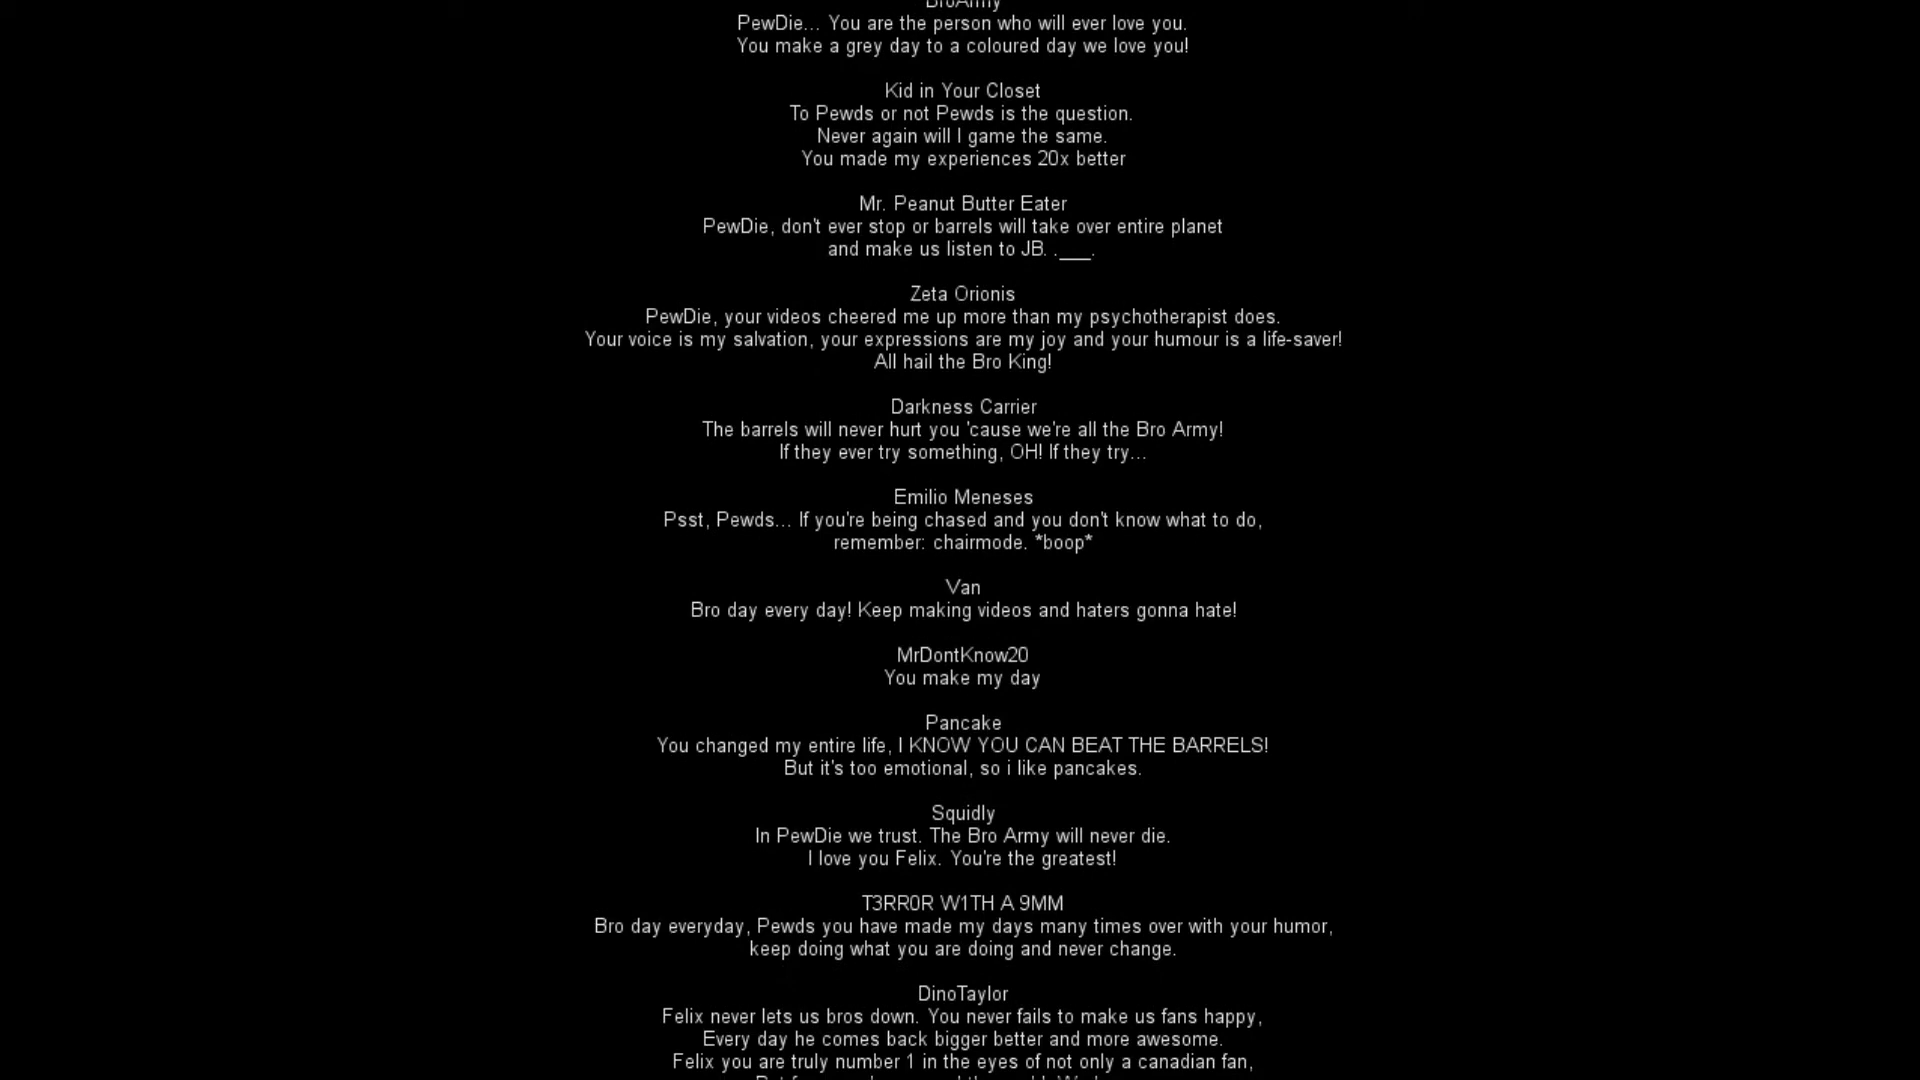 BroArmy
PewDie... You are the person who will ever love you.
You make a grey day to a coloured day we love you!
Kid in Your Closet
To Pewds or not Pewds is the question.
Never again will I game the same.
You made my experiences 20x better
Mr. Peanut Butter Eater
PewDie, don't ever stop or barrels will take over entire planet
and make us listen to JB. .___.
Zeta Orionis
PewDie, your videos cheered me up more than my psychotherapist does.
Your voice is my salvation, your expressions are my joy and your humour is a life-saver!
All hail the Bro King!
Darkness Carrier
The barrels will never hurt you 'cause we're all the Bro Army!
If they ever try something, OH! If they try...
Emilio Meneses
Psst, Pewds... If you're being chased and you don't know what to do,
remember: chairmode. *boop*
Van
Bro day every day! Keep making videos and haters gonna hate!
MrDontKnow20
You make my day
Pancake
You changed my entire life, I KNOW YOU CAN BEAT THE BARRELS!
But it's too emotional, so i like pancakes.
Squidly
In PewDie we trust. The Bro Army will never die.
I love you Felix. You're the greatest!
T3RR0R W1TH A 9MM
Bro day everyday, Pewds you have made my days many times over with your humor,
keep doing what you are doing and never change.
DinoTaylor
Felix never lets us bros down. You never fails to make us fans happy,
Every day he comes back bigger better and more awesome.
Felix you are truly number 1 in the eyes of not only a canadian fan,